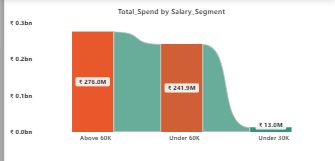 Total_Spend by Salary_Segment
₹ 0.3bn
₹ 0.2bn
₹ 0.1bn
₹ 0.0bn
₹ 276.0M
₹ 241.9M
₹ 13.0M
Above 60K
Under 60K
Under 30K